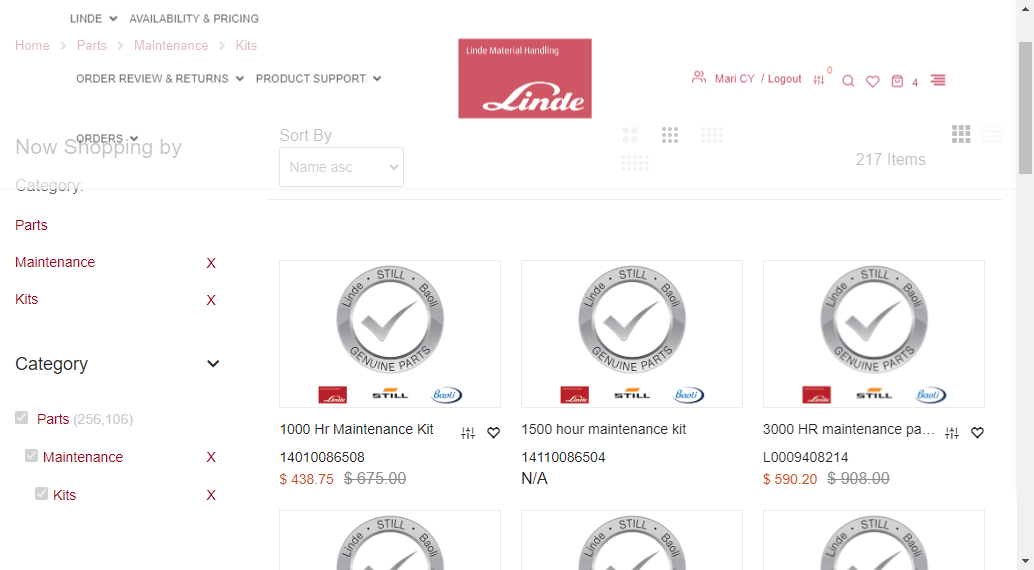 LINDE AVAILABILITY & PRICING
Home Parts Maintenance Kits
Linde Material Handling
Linde
ORDER REVIEW & RETURNS PRODUCT SUPPORT
Mari CY / Logout 0 4
ORDERS
Now Shopping by
Sort By
Name asc
217 Items
Category:
Parts
Maintenance X
Kits X
Category
Parts (256,106)
Maintenance X
Kits X
Linde • STILL • Baoli
GENUINE PARTS
Linde STILL Baoli
1000 Hr Maintenance Kit
14010086508
$ 438.75 $ 675.00
Linde • STILL • Baoli
GENUINE PARTS
Linde STILL Baoli
1500 hour maintenance kit
14110086504
N/A
Linde • STILL • Baoli
GENUINE PARTS
Linde STILL Baoli
3000 HR maintenance pa...
L0009408214
$ 590.20 $ 908.00
Linde • STILL • Baoli
Linde • STILL • Baoli
Linde • STILL • Baoli